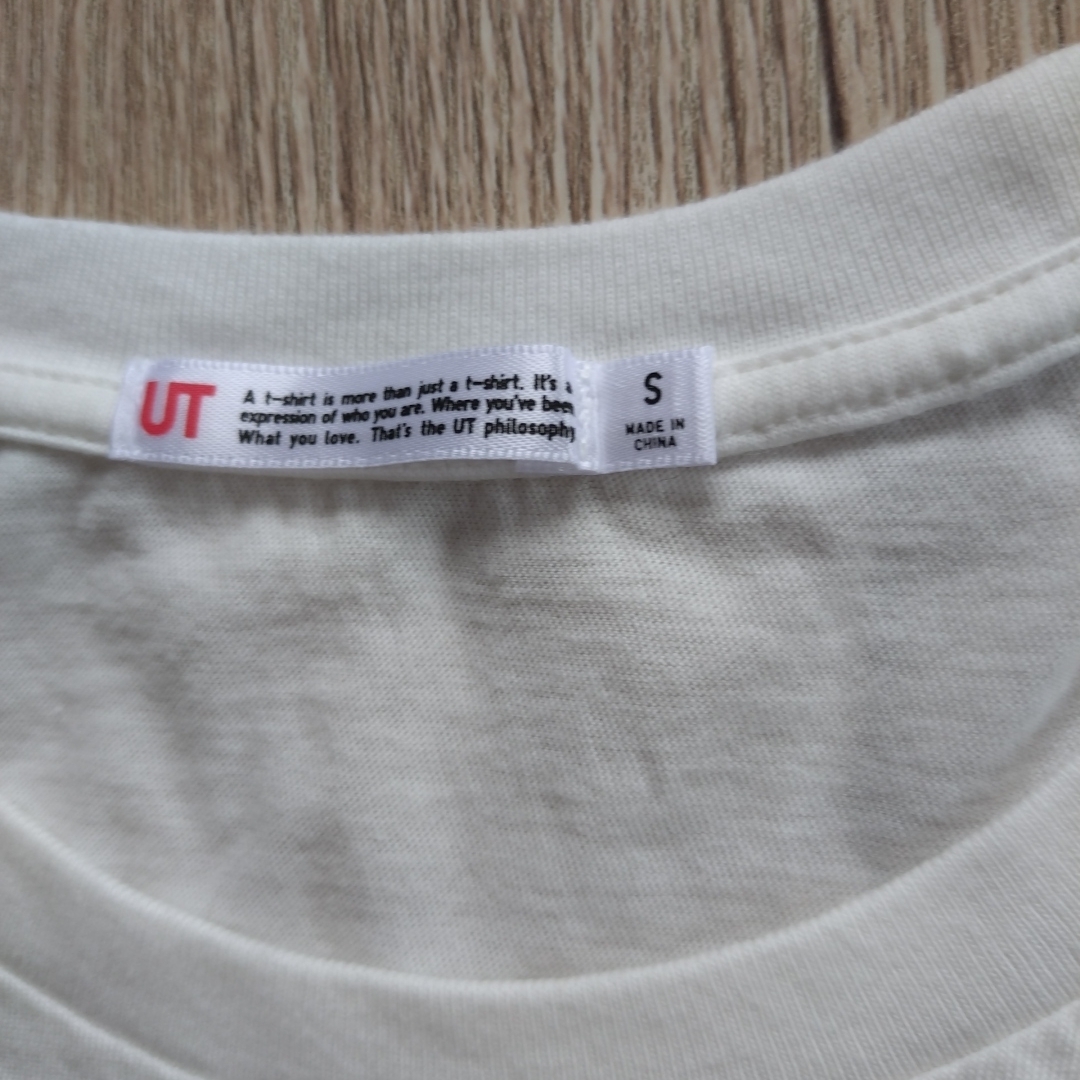 UT
A t-shirt is more than just a t-shirt. It's a
expression of who you are. Where you've been
What you love. That's the UT philosophy
S
MADE IN
CHINA